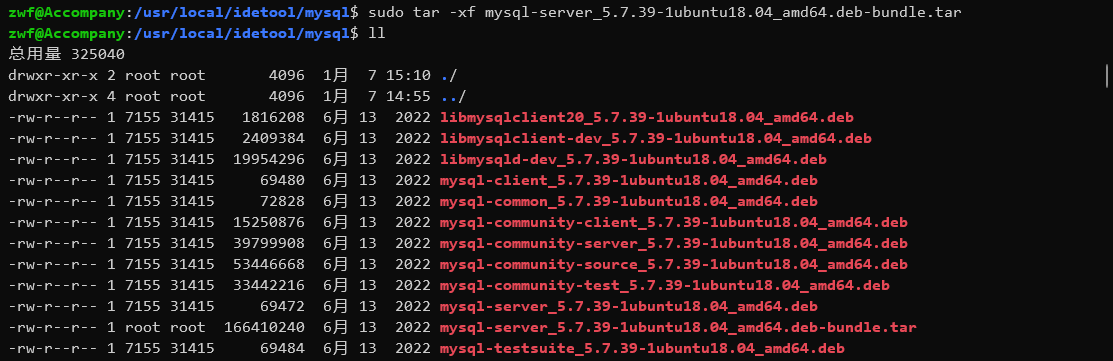 zwf@Accompany:/usr/local/idetool/mysql$ sudo tar -xf mysql-server_5.7.39-1ubuntu18.04_amd64.deb-bundle.tar
zwf@Accompany:/usr/local/idetool/mysql$ ll
总用量 325040
drwxr-xr-x 2 root root      4096  1月  7 15:10 ./
drwxr-xr-x 4 root root      4096  1月  7 14:55 ../
-rw-r--r-- 1 7155 31415   1816208  6月 13  2022 libmysqlclient20_5.7.39-1ubuntu18.04_amd64.deb
-rw-r--r-- 1 7155 31415   2409384  6月 13  2022 libmysqlclient-dev_5.7.39-1ubuntu18.04_amd64.deb
-rw-r--r-- 1 7155 31415  19954296  6月 13  2022 libmysqld-dev_5.7.39-1ubuntu18.04_amd64.deb
-rw-r--r-- 1 7155 31415     69480  6月 13  2022 mysql-client_5.7.39-1ubuntu18.04_amd64.deb
-rw-r--r-- 1 7155 31415     72828  6月 13  2022 mysql-common_5.7.39-1ubuntu18.04_amd64.deb
-rw-r--r-- 1 7155 31415  15250876  6月 13  2022 mysql-community-client_5.7.39-1ubuntu18.04_amd64.deb
-rw-r--r-- 1 7155 31415  39799908  6月 13  2022 mysql-community-server_5.7.39-1ubuntu18.04_amd64.deb
-rw-r--r-- 1 7155 31415  53446668  6月 13  2022 mysql-community-source_5.7.39-1ubuntu18.04_amd64.deb
-rw-r--r-- 1 7155 31415  33442216  6月 13  2022 mysql-community-test_5.7.39-1ubuntu18.04_amd64.deb
-rw-r--r-- 1 7155 31415     69472  6月 13  2022 mysql-server_5.7.39-1ubuntu18.04_amd64.deb
-rw-r--r-- 1 root root  166410240  6月 13  2022 mysql-server_5.7.39-1ubuntu18.04_amd64.deb-bundle.tar
-rw-r--r-- 1 7155 31415     69484  6月 13  2022 mysql-testsuite_5.7.39-1ubuntu18.04_amd64.deb